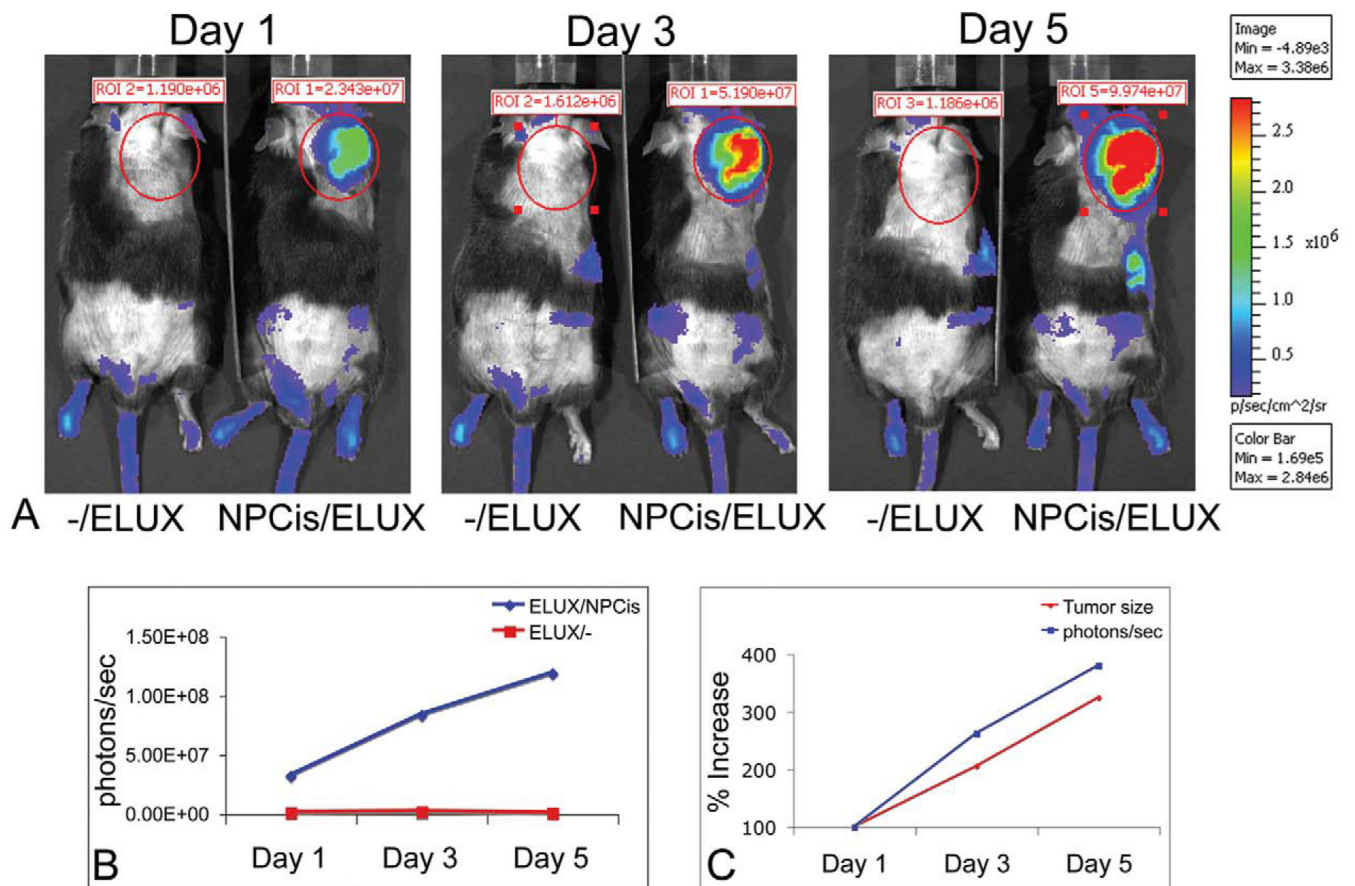 Day 1
Day 3
Day 5
ROI 2=1.190e+06
ROI 1=2.343e+07
ROI 2=1.612e+06
ROI 1=5.190e+07
ROI 3=1.186e+06
ROI 5=9.974e+07
Image
Min = -4.89e3
Max = 3.38e6
2.5
2.0
1.5
x10^6
1.0
0.5
p/sec/cm^2/sr
Color Bar
Min = 1.69e5
Max = 2.84e6
A
-/ELUX
NPCis/ELUX
-/ELUX
NPCis/ELUX
-/ELUX
NPCis/ELUX
ELUX/NPCis
ELUX/-
photons/sec
1.50E+08
1.00E+08
5.00E+07
0.00E+00
Day 1
Day 3
Day 5
B
Tumor size
photons/sec
% Increase
400
300
200
100
Day 1
Day 3
Day 5
C